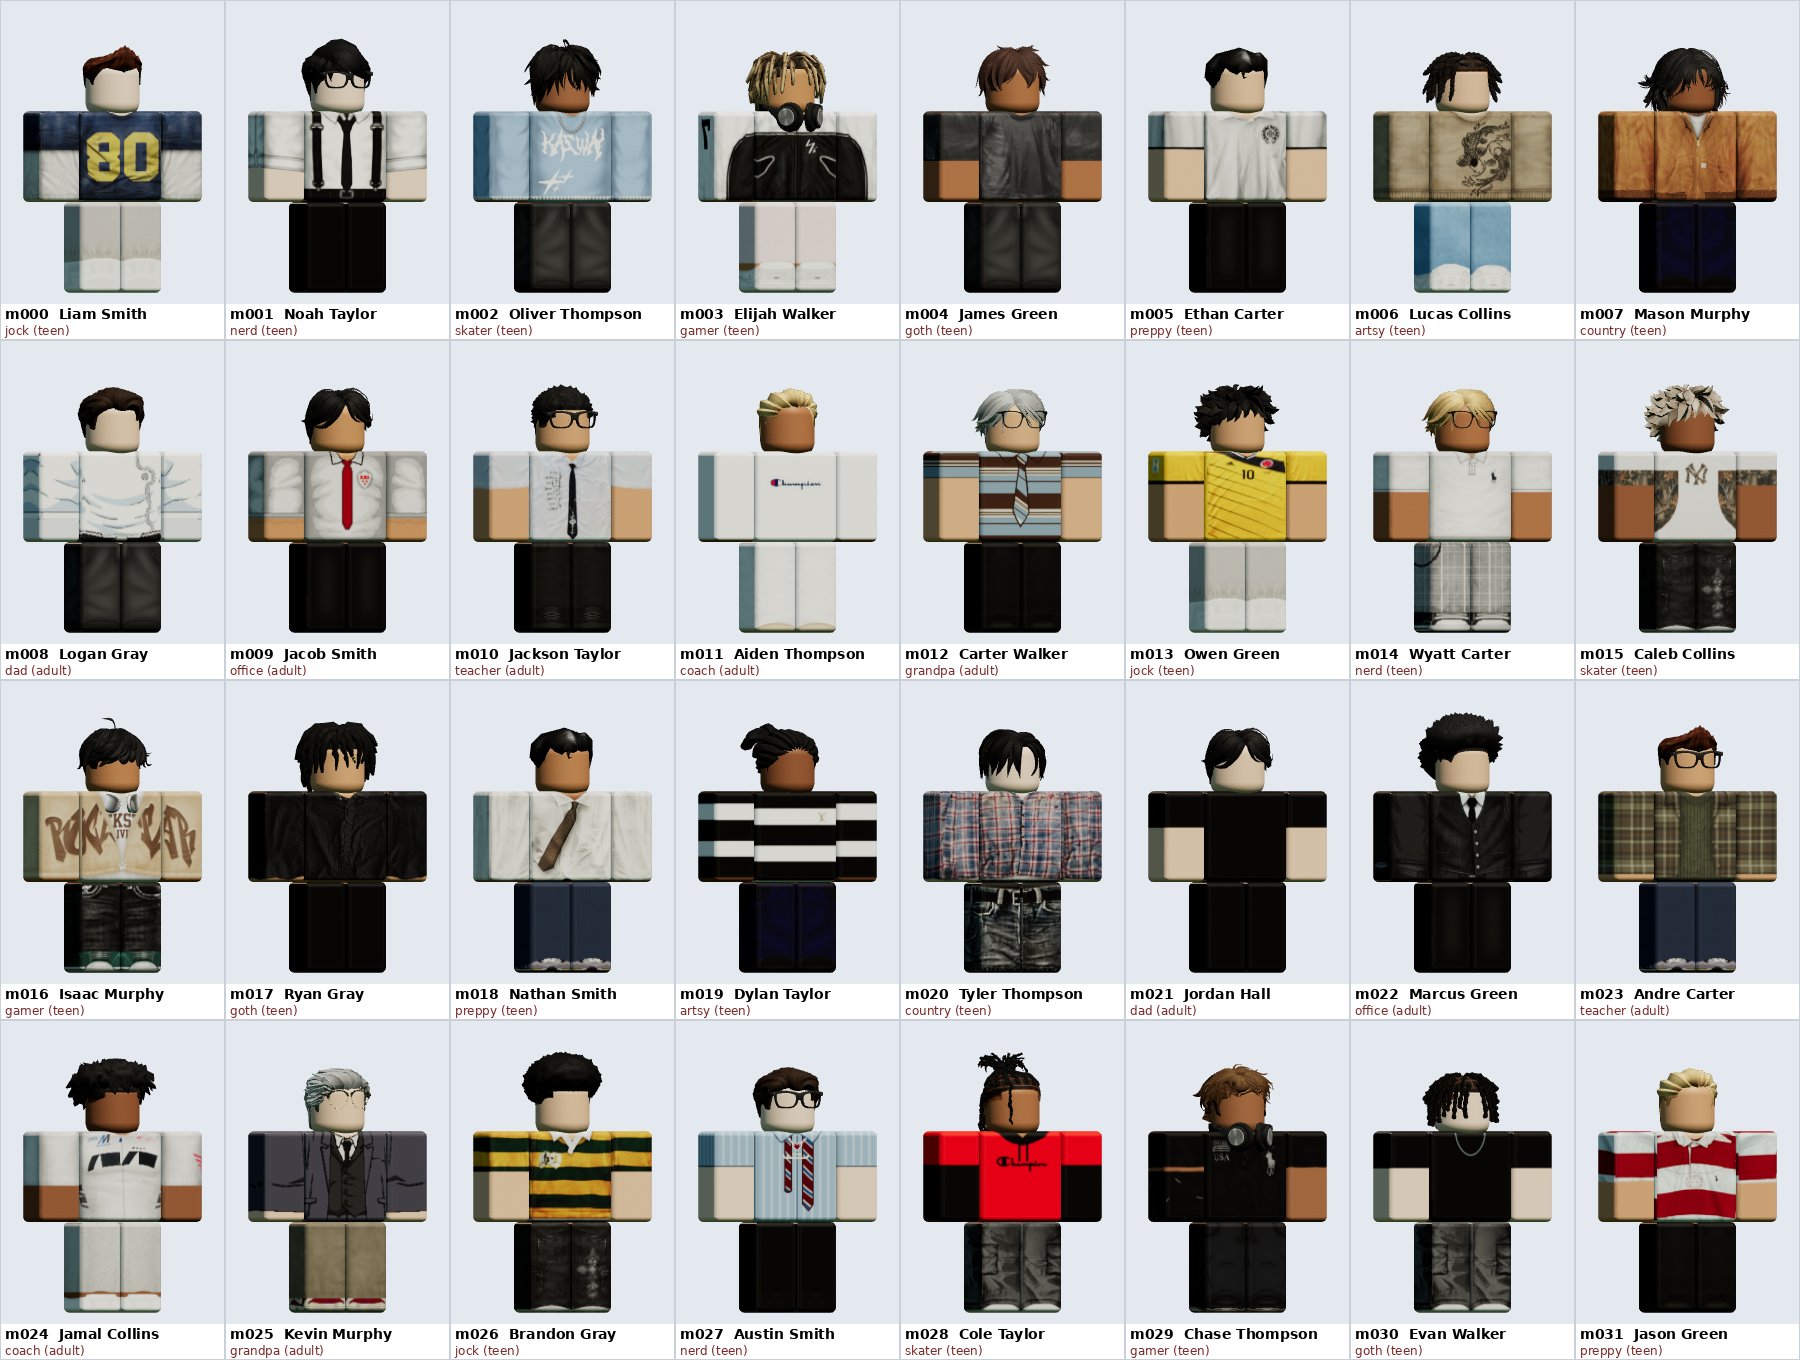 80
KASWA
m000 Liam Smith
jock (teen)
m001 Noah Taylor
nerd (teen)
m002 Oliver Thompson
skater (teen)
m003 Elijah Walker
gamer (teen)
m004 James Green
goth (teen)
m005 Ethan Carter
preppy (teen)
m006 Lucas Collins
artsy (teen)
m007 Mason Murphy
country (teen)
Champion
10
NY
m008 Logan Gray
dad (adult)
m009 Jacob Smith
office (adult)
m010 Jackson Taylor
teacher (adult)
m011 Aiden Thompson
coach (adult)
m012 Carter Walker
grandpa (adult)
m013 Owen Green
jock (teen)
m014 Wyatt Carter
nerd (teen)
m015 Caleb Collins
skater (teen)
KS
IVI
m016 Isaac Murphy
gamer (teen)
m017 Ryan Gray
goth (teen)
m018 Nathan Smith
preppy (teen)
m019 Dylan Taylor
artsy (teen)
m020 Tyler Thompson
country (teen)
m021 Jordan Hall
dad (adult)
m022 Marcus Green
office (adult)
m023 Andre Carter
teacher (adult)
Champion
USA
m024 Jamal Collins
coach (adult)
m025 Kevin Murphy
grandpa (adult)
m026 Brandon Gray
jock (teen)
m027 Austin Smith
nerd (teen)
m028 Cole Taylor
skater (teen)
m029 Chase Thompson
gamer (teen)
m030 Evan Walker
goth (teen)
m031 Jason Green
preppy (teen)